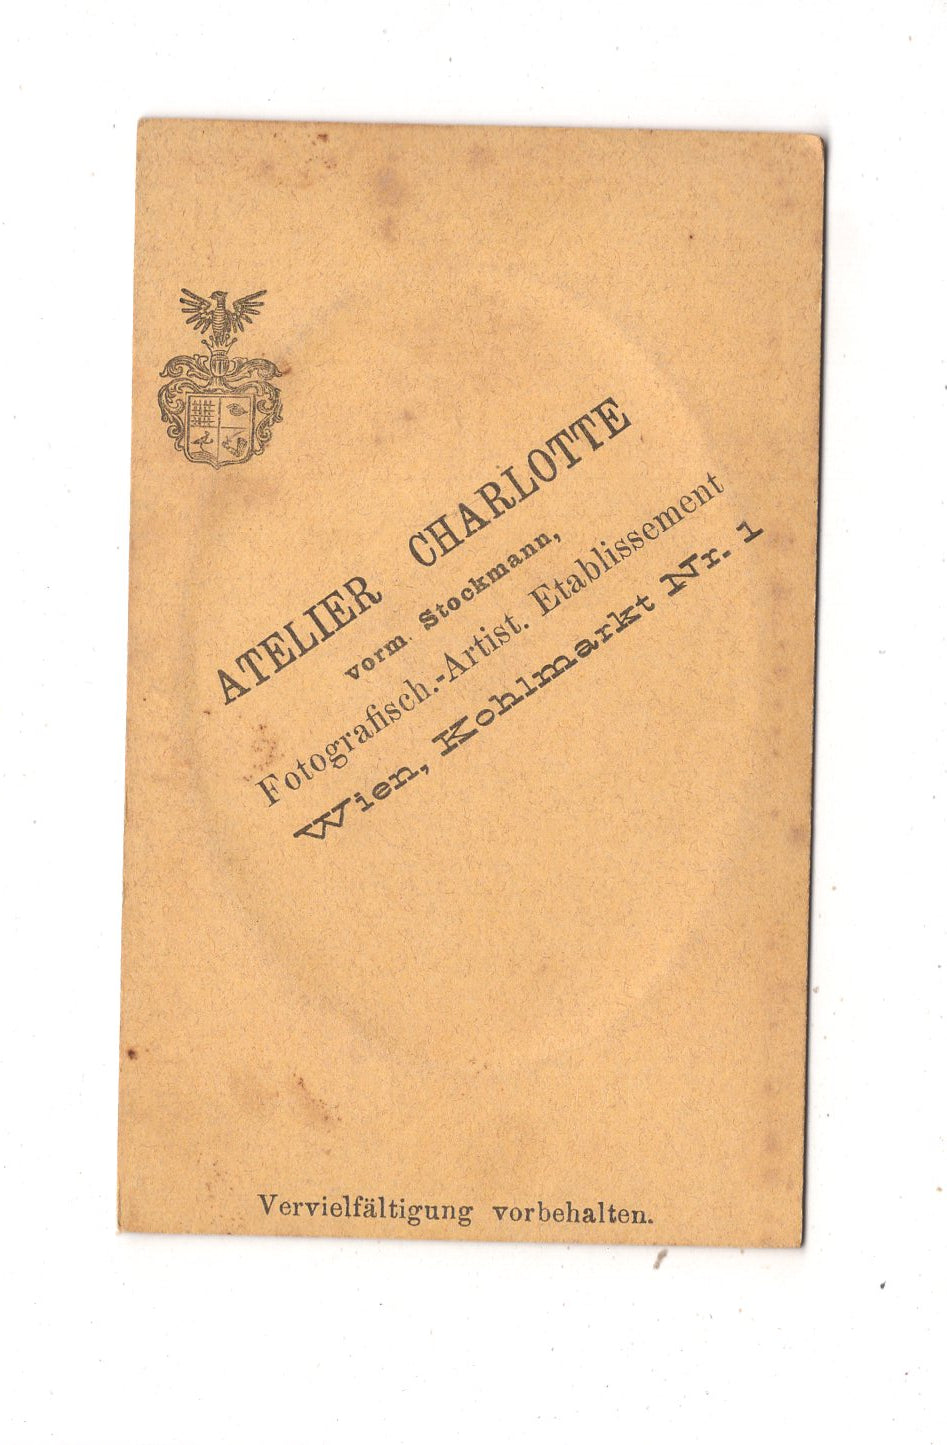 ATELIER CHARLOTTE
vorm. Stockmann,
Fotografisch.-Artist. Etablissement
Wien, Kohlmarkt Nr. 1
Vervielfältigung vorbehalten.